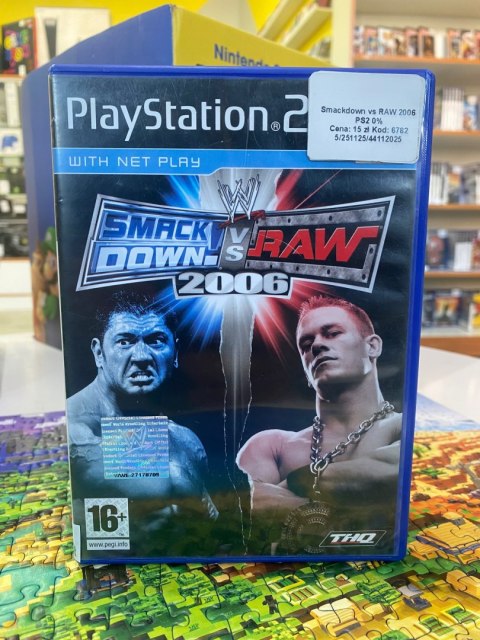 Nintendo
PlayStation®2
Smackdown vs RAW 2006
PS2 0%
Cena: 15 zł Kod: 6782
5/251125/44112025
WITH NET PLAY
W
SMACK
DOWN!
VS
RAW
2006
16+
www.pegi.info
THQ